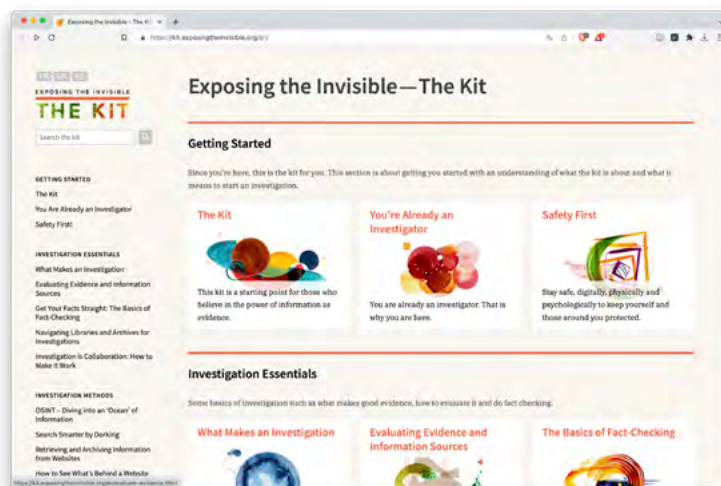 Exposing the Invisible - The Ki
https://kit.exposingtheinvisible.org/en/
EXPOSING THE INVISIBLE
THE KIT
Search the kit
GETTING STARTED
The Kit
You Are Already an Investigator
Safety First!
INVESTIGATION ESSENTIALS
What Makes an Investigation
Evaluating Evidence and Information
Sources
Get Your Facts Straight: The Basics of
Fact-Checking
Navigating Libraries and Archives for
Investigations
Investigation is Collaboration: How to
Make It Work
INVESTIGATION METHODS
OSINT – Diving into an ‘Ocean’ of
Information
Search Smarter by Dorking
Retrieving and Archiving Information
from Websites
How to See What's Behind a Website
https://kit.exposingtheinvisible.org/en/evaluate-evidence.html
Exposing the Invisible—The Kit
Getting Started
Since you're here, this is the kit for you. This section is about getting you started with an understanding of what the kit is about and what is
means to start an investigation.
The Kit
This kit is a starting point for those who
believe in the power of information as
evidence.
You're Already an
Investigator
You are already an investigator. That is
why you are here.
Safety First
Stay safe, digitally, physically and
psychologically to keep yourself and
those around you protected.
Investigation Essentials
Some basics of investigation such as what makes good evidence, how to evaluate it and do fact checking.
What Makes an Investigation
Evaluating Evidence and
Information Sources
The Basics of Fact-Checking